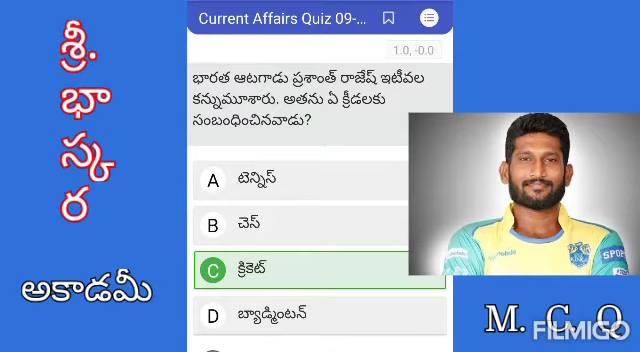 శ్రీ.
భా
స్క
ర
అకాడమీ
Current Affairs Quiz 09-...
1.0, -0.0
భారత ఆటగాడు ప్రశాంత్ రాజేష్ ఇటీవల
కన్నుమూశారు. అతను ఏ క్రీడలకు
సంబంధించినవాడు?
A టెన్నిస్
B చెస్
C క్రికెట్
D బ్యాడ్మింటన్
M. C. Q
FILMIGO